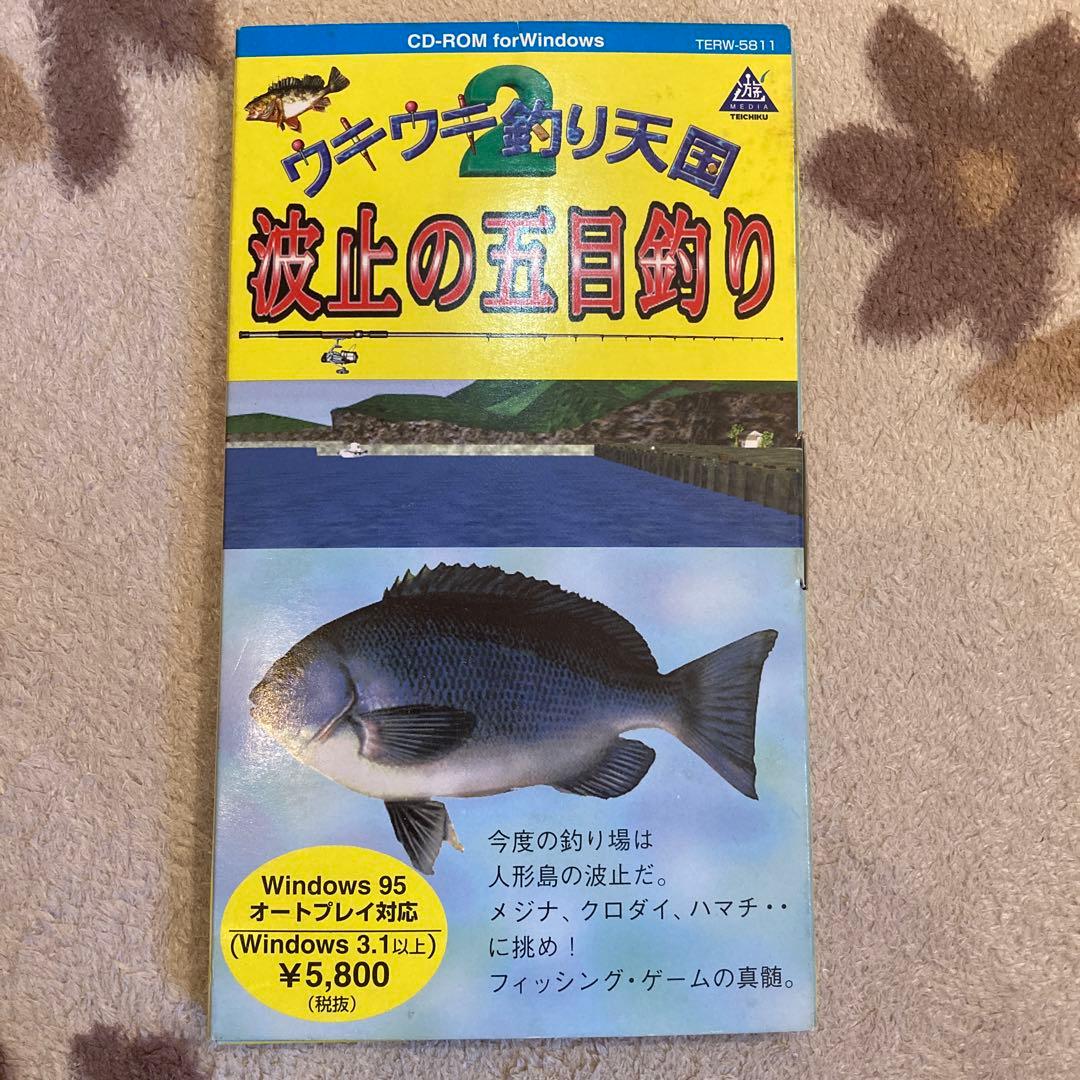 CD-ROM forWindows
TERW-5811
遊
MEDIA
TEICHIKU
ウキウキ釣り天国
2
波止の五目釣り
今度の釣り場は
人形島の波止だ。
メジナ、クロダイ、ハマチ・・
に挑め！
フィッシング・ゲームの真髄。
Windows 95
オートプレイ対応
(Windows 3.1以上)
¥5,800
(税抜)